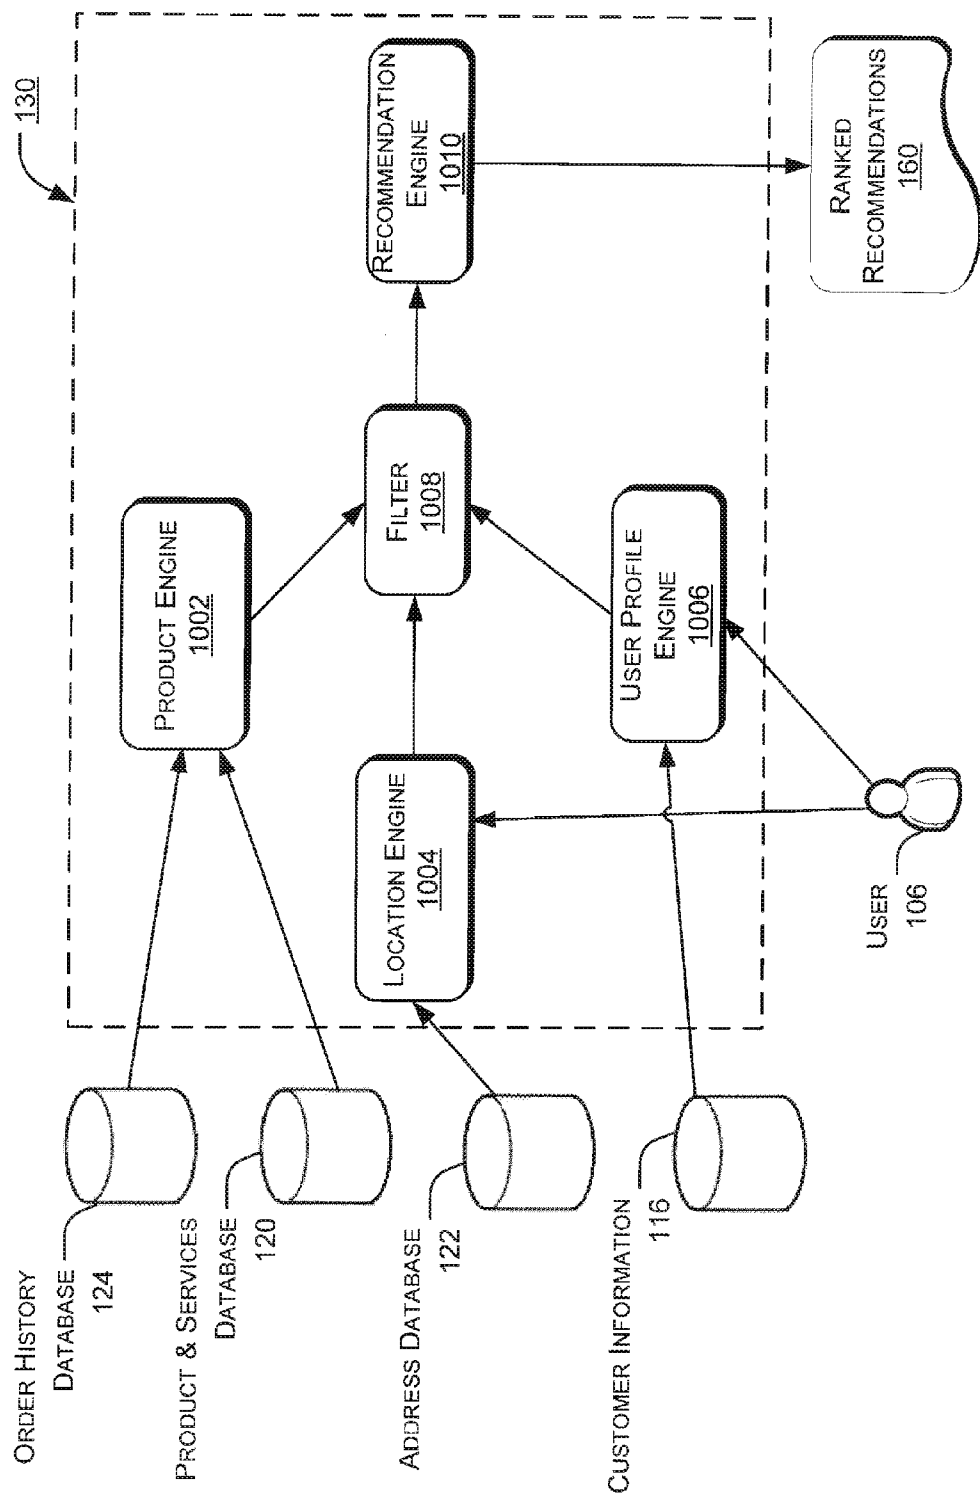 130
ORDER HISTORY
DATABASE
124
PRODUCT & SERVICES
DATABASE
120
ADDRESS DATABASE
122
CUSTOMER INFORMATION
116
PRODUCT ENGINE
1002
LOCATION ENGINE
1004
USER PROFILE
ENGINE
1006
FILTER
1008
RECOMMENDATION
ENGINE
1010
USER
106
RANKED
RECOMMENDATIONS
160